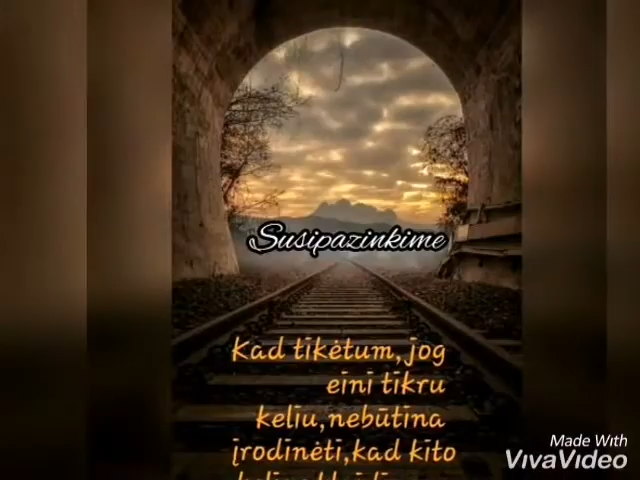 Susipazinkime
Kad tikėtum, jog
eini tikru
keliu,nebūtina
įrodinėti,kad kito
Made With
VivaVideo